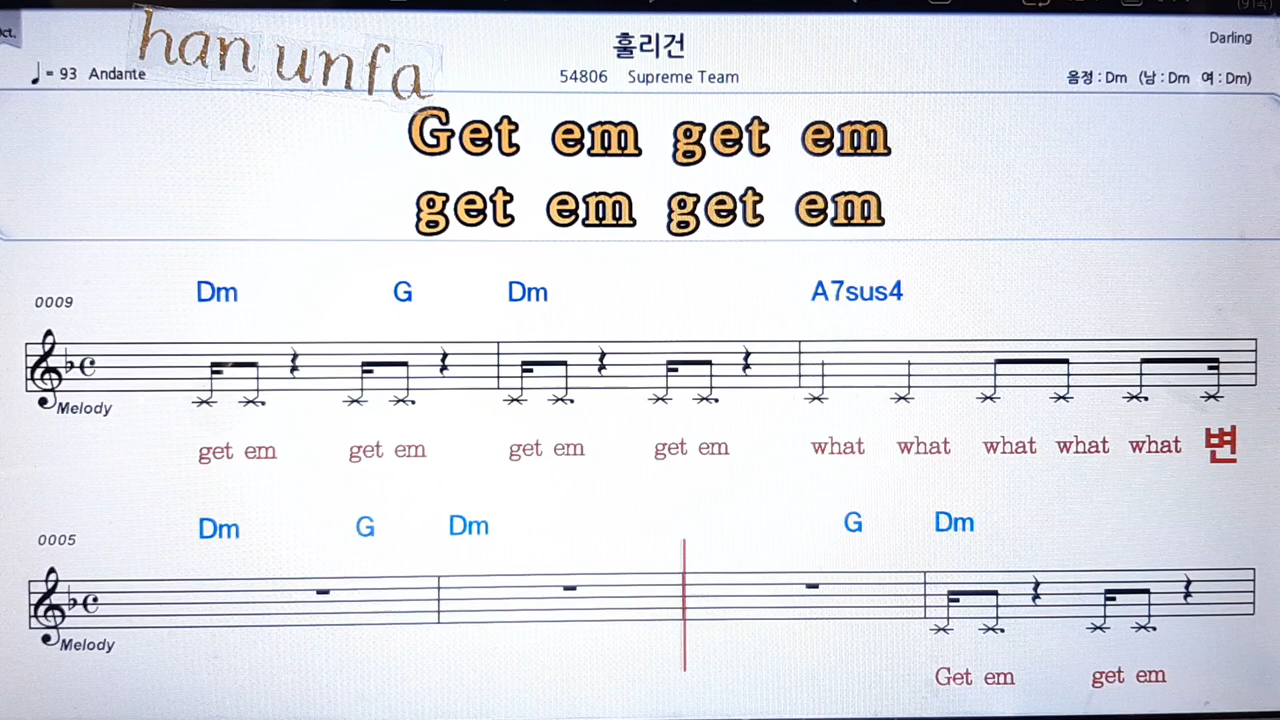 han unfa
훌리건
Darling
♩= 93 Andante
54806 Supreme Team
음정 : Dm (남 : Dm 여 : Dm)
Get em get em
get em get em
Dm G Dm A7sus4
0009
Melody
get em get em get em get em what what what what what 변
Dm G Dm G Dm
0005
Melody
Get em get em